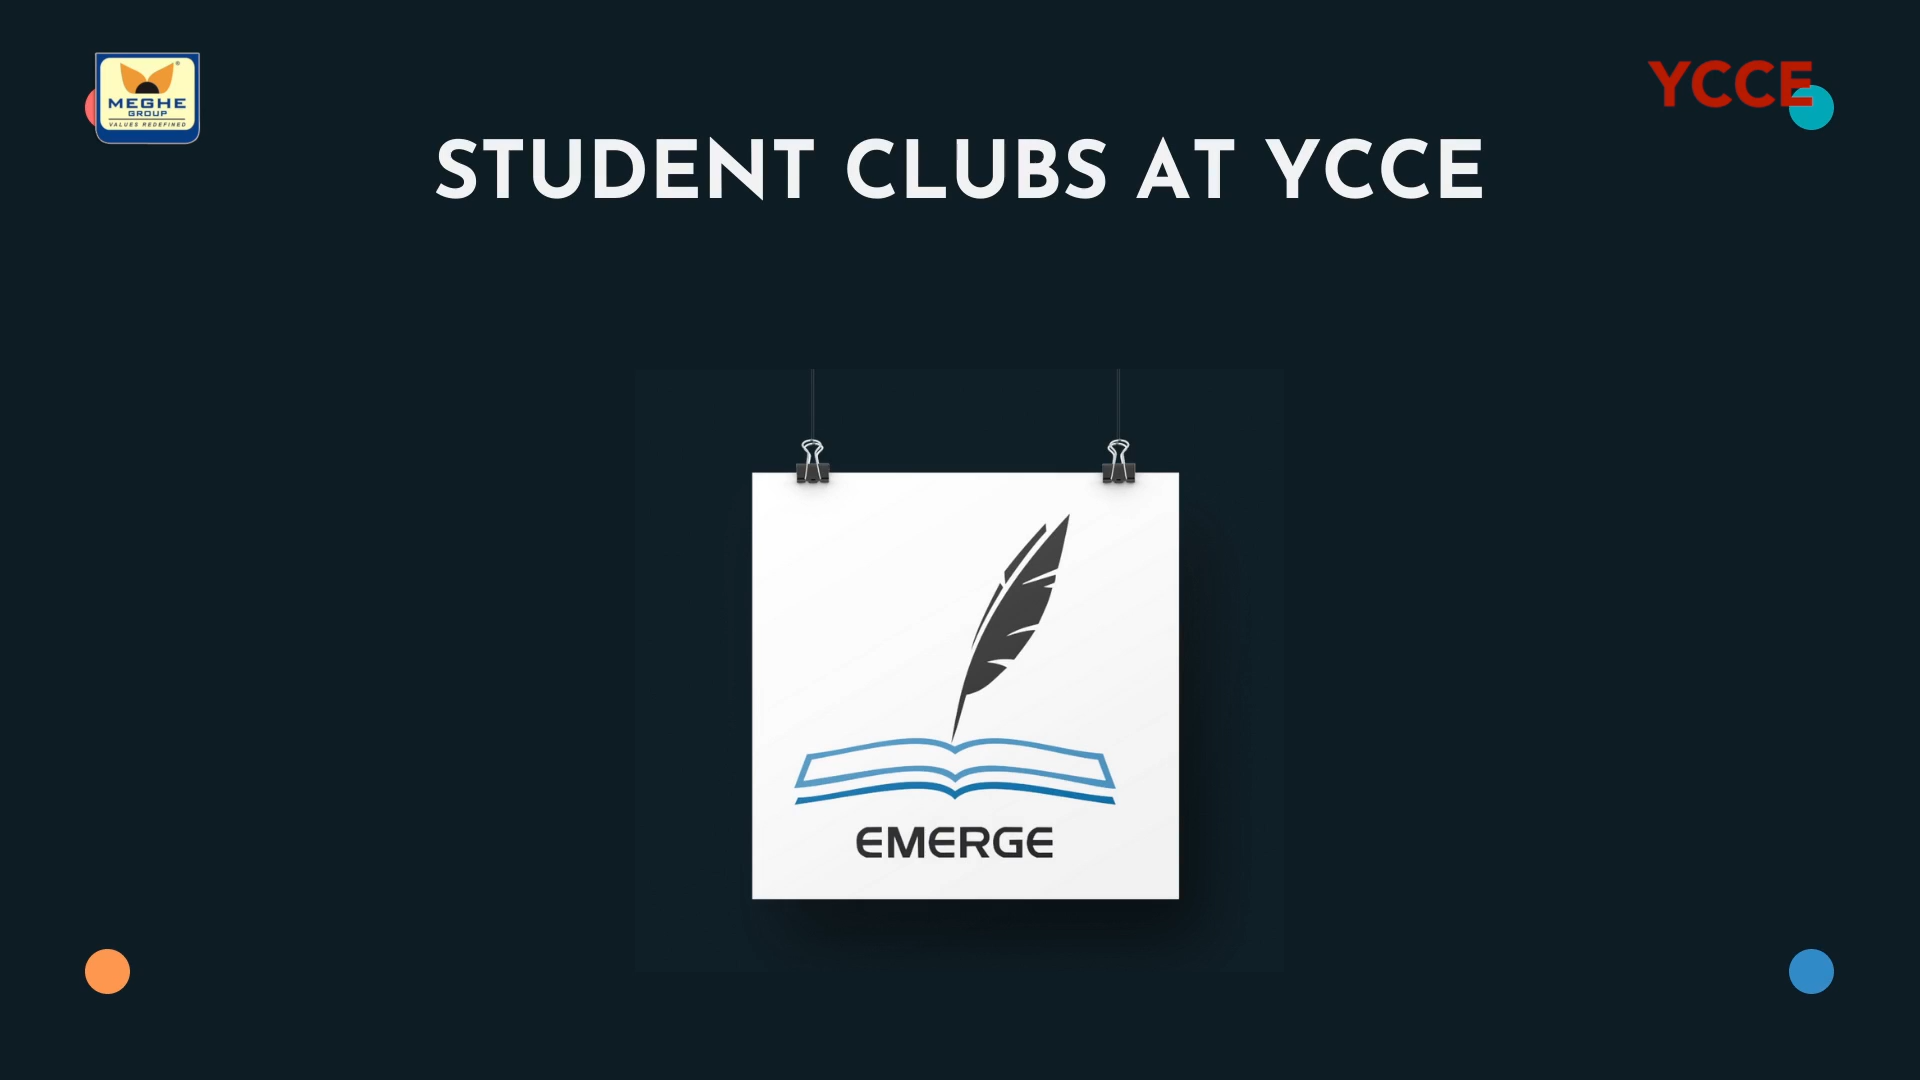 MEGHE
GROUP
VALUES REDEFINED
YCCE
STUDENT CLUBS AT YCCE
EMERGE